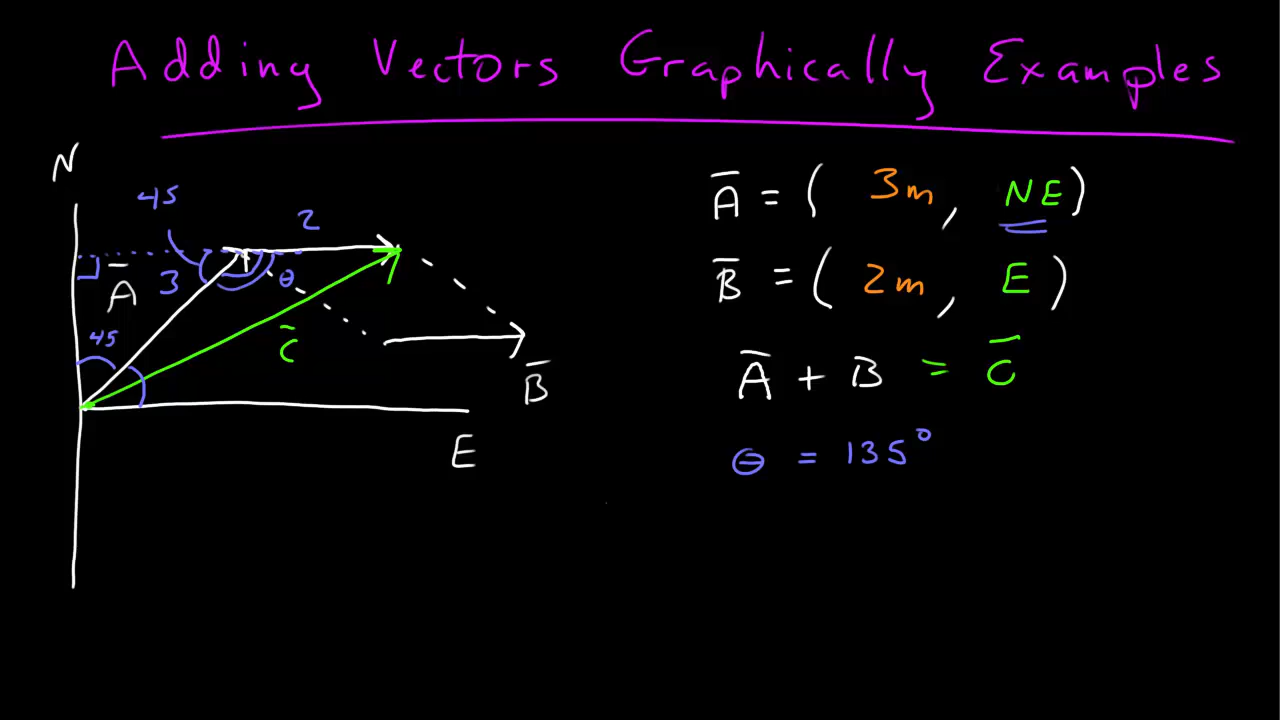 Adding Vectors Graphically Examples
N
45
2
A̅ = ( 3m, NE )
3
θ
A̅
B̅ = ( 2m, E )
45
C̅
B̅
A̅ + B = C̅
E
θ = 135°